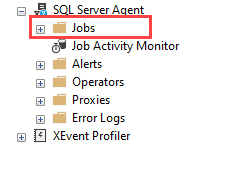 SQL Server Agent
Jobs
Job Activity Monitor
Alerts
Operators
Proxies
Error Logs
XEvent Profiler